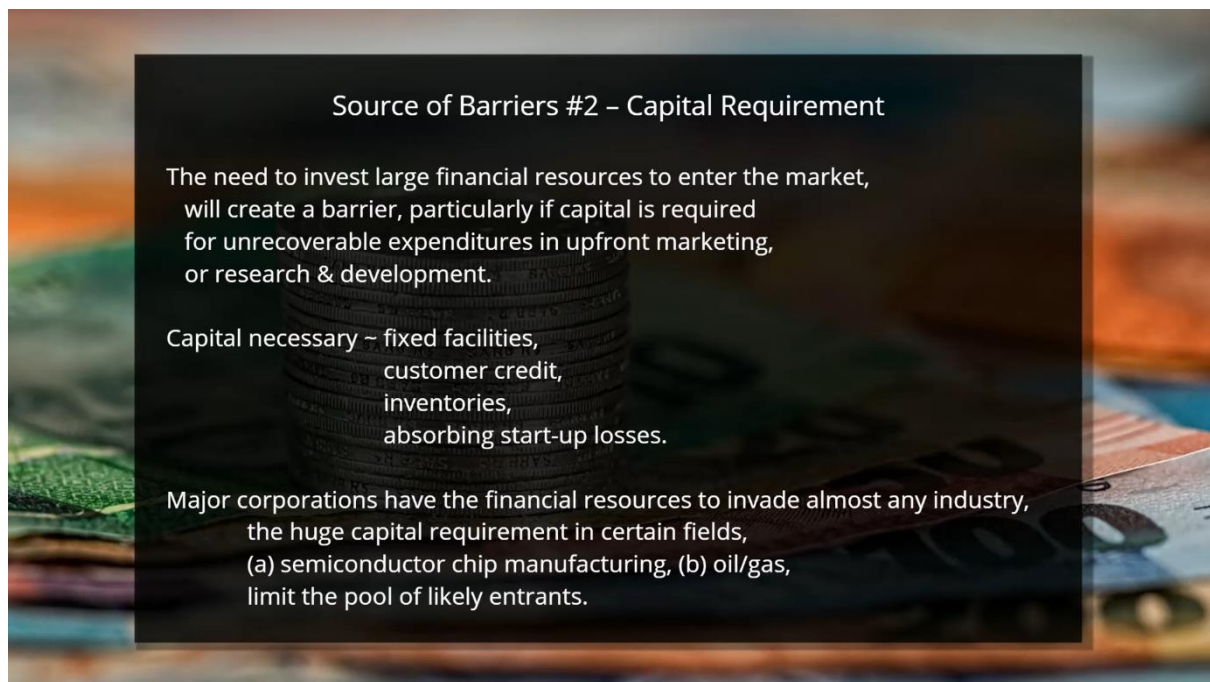 Source of Barriers #2 – Capital Requirement
The need to invest large financial resources to enter the market,
will create a barrier, particularly if capital is required
for unrecoverable expenditures in upfront marketing,
or research & development.
Capital necessary ~ fixed facilities,
customer credit,
inventories,
absorbing start-up losses.
Major corporations have the financial resources to invade almost any industry,
the huge capital requirement in certain fields,
(a) semiconductor chip manufacturing, (b) oil/gas,
limit the pool of likely entrants.